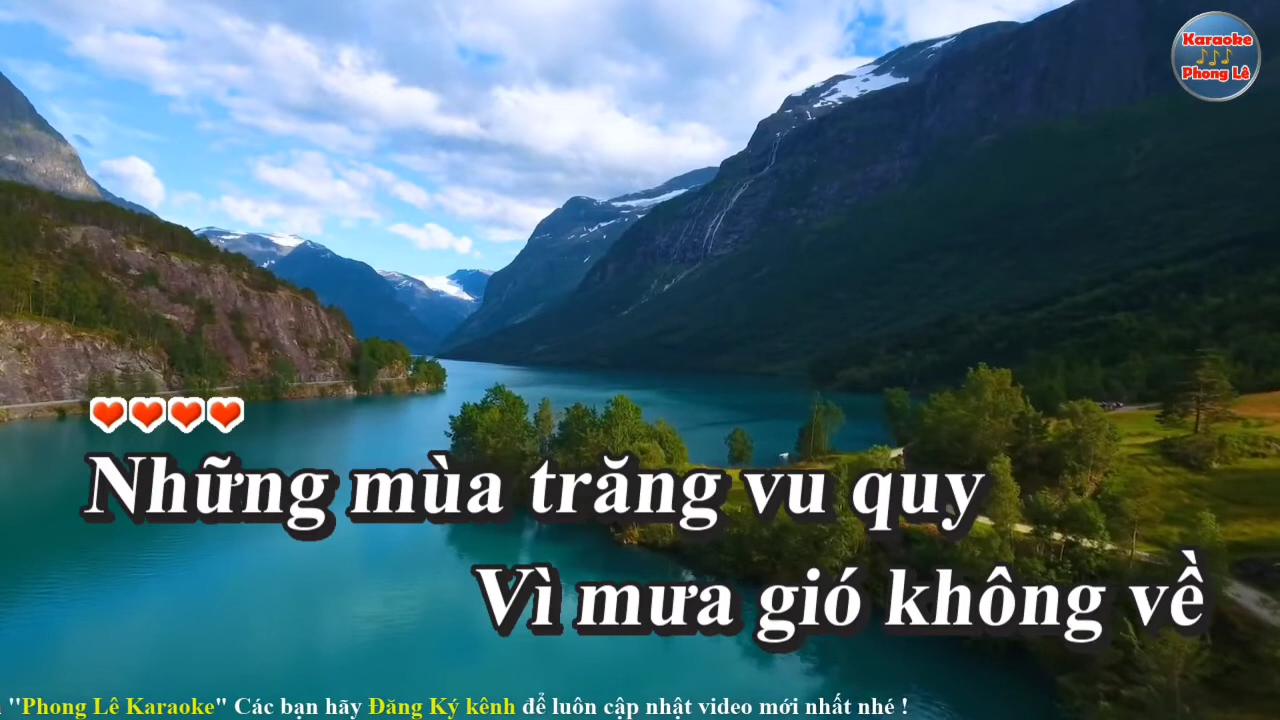 Karaoke
Phong Lê
Những mùa trăng vu quy
Vì mưa gió không về
"Phong Lê Karaoke" Các bạn hãy Đăng Ký kênh để luôn cập nhật video mới nhất nhé !